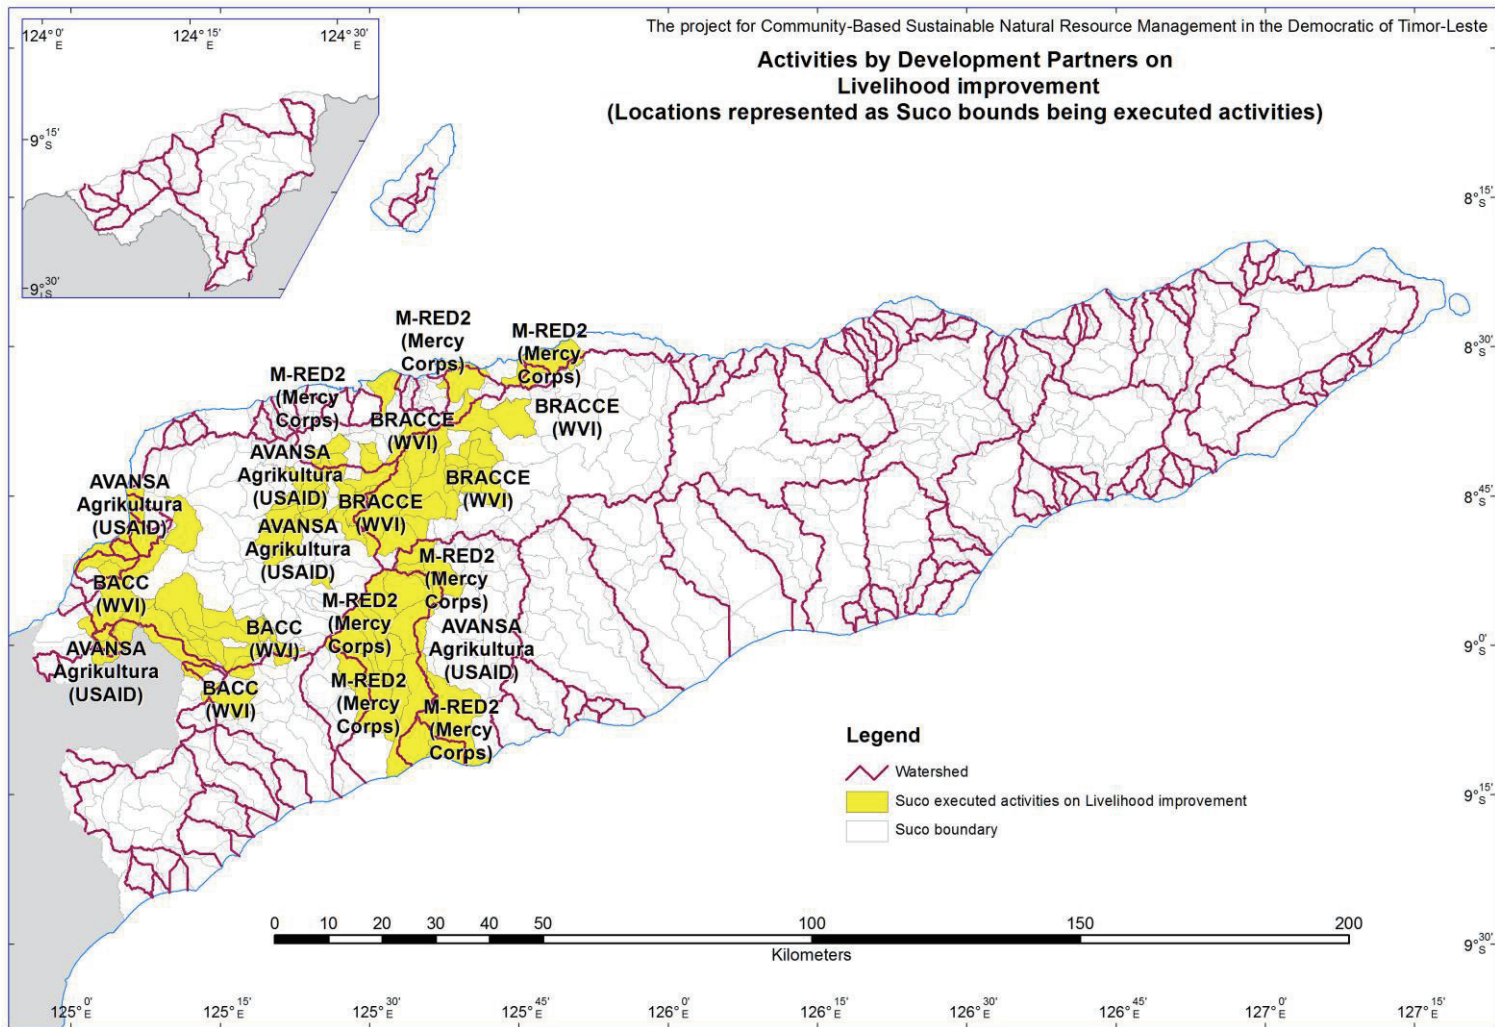 The project for Community-Based Sustainable Natural Resource Management in the Democratic of Timor-Leste
Activities by Development Partners on
Livelihood improvement
(Locations represented as Suco bounds being executed activities)
124° 0' E
124° 15' E
124° 30' E
9° 15' S
9° 30' S
8° 15' S
8° 30' S
8° 45' S
9° 0' S
9° 15' S
9° 30' S
M-RED2
(Mercy
Corps)
M-RED2
(Mercy
Corps)
M-RED2
(Mercy
Corps)
BRACCE
(WVI)
BRACCE
(WVI)
AVANSA
Agrikultura
(USAID)
BRACCE
(WVI)
AVANSA
Agrikultura
(USAID)
BRACCE
(WVI)
AVANSA
Agrikultura
(USAID)
M-RED2
(Mercy
Corps)
BACC
(WVI)
M-RED2
(Mercy
Corps)
BACC
(WVI)
AVANSA
Agrikultura
(USAID)
AVANSA
Agrikultura
(USAID)
BACC
(WVI)
M-RED2
(Mercy
Corps)
M-RED2
(Mercy
Corps)
Legend
Watershed
Suco executed activities on Livelihood improvement
Suco boundary
0 10 20 30 40 50 100 150 200
Kilometers
125° 0' E
125° 15' E
125° 30' E
125° 45' E
126° 0' E
126° 15' E
126° 30' E
126° 45' E
127° 0' E
127° 15' E